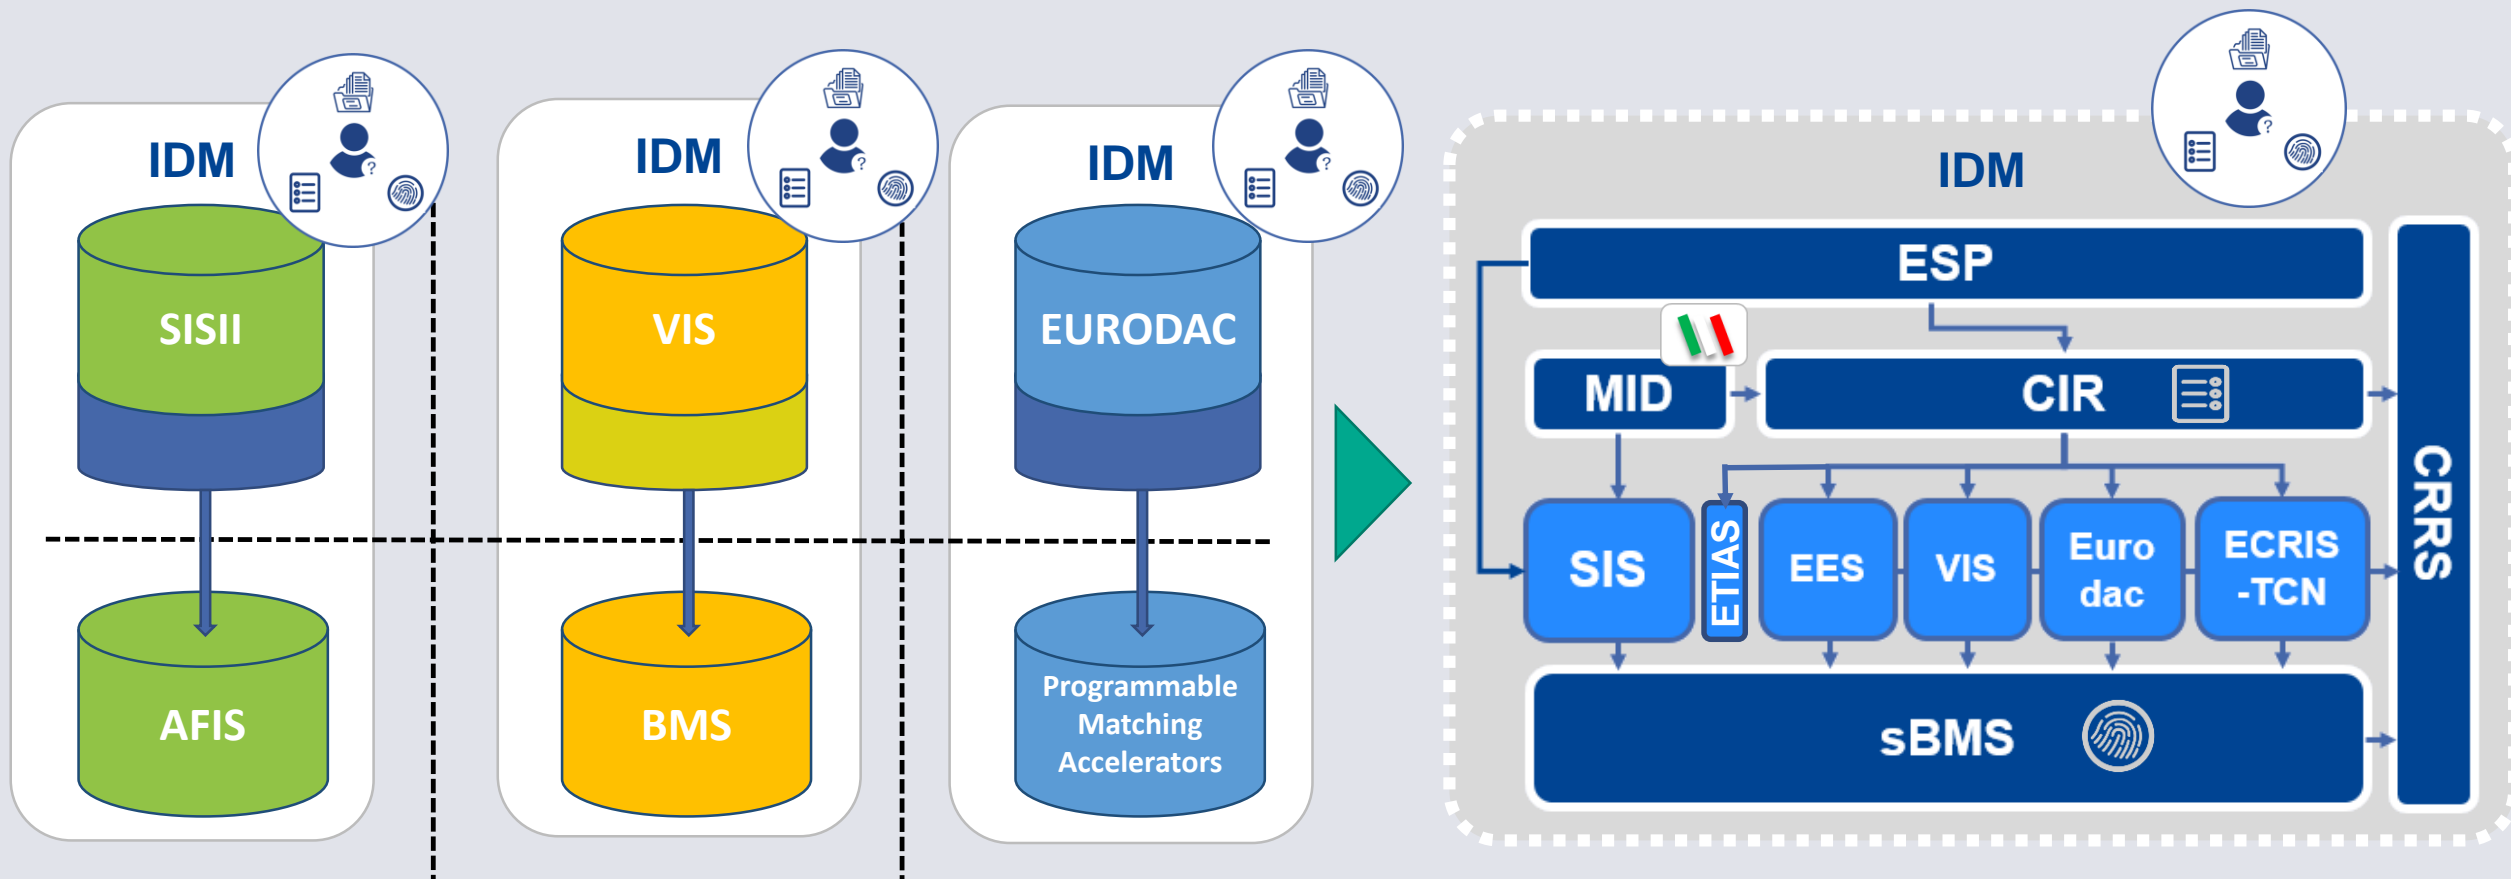 IDM
SISII
AFIS
IDM
VIS
BMS
IDM
EURODAC
Programmable
Matching
Accelerators
IDM
ESP
MID
CIR
SIS
ETIAS
EES
VIS
Euro
dac
ECRIS
-TCN
sBMS
CRRS